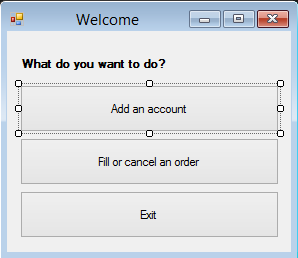 Welcome
What do you want to do?
Add an account
Fill or cancel an order
Exit